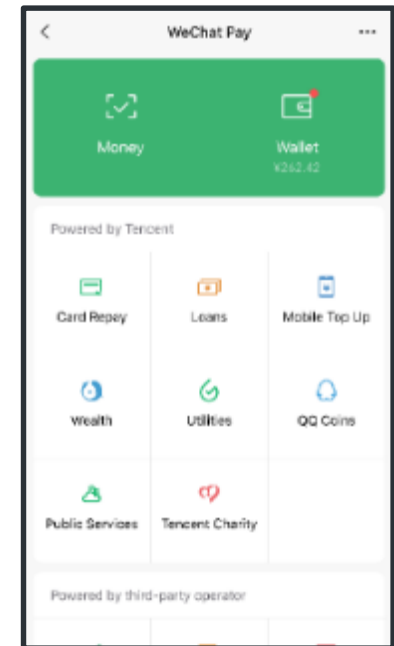 WeChat Pay
Money
Wallet
¥262.42
Powered by Tencent
Card Repay
Loans
Mobile Top Up
Wealth
Utilities
QQ Coins
Public Services
Tencent Charity
Powered by third-party operator